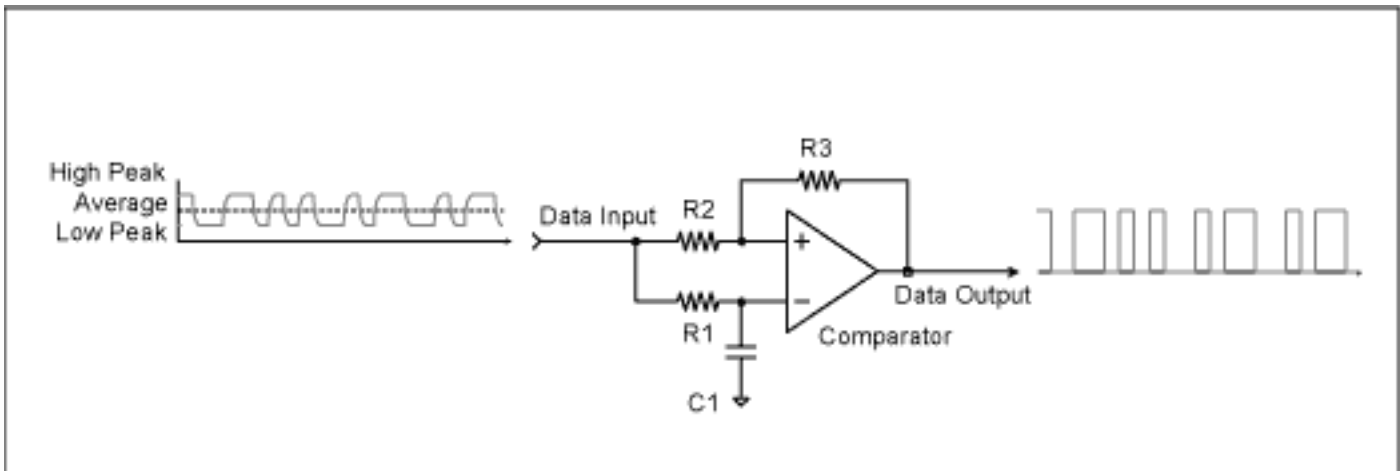 High Peak
Average
Low Peak
Data Input
R2
R3
+
−
R1
C1
Comparator
Data Output